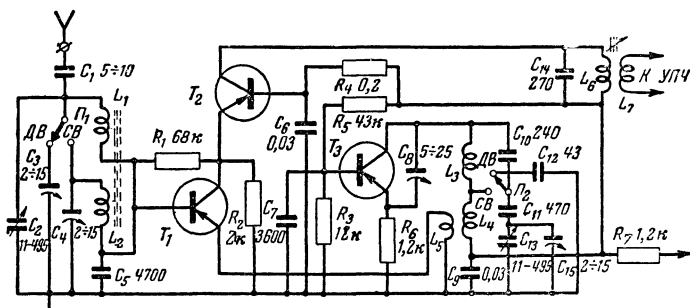 C₁ 5÷10
L₁
П₁
ДВ
СВ
C₃
2÷15
C₂
11-495
C₄
2÷15
L₂
C₅ 4700
R₁ 68к
T₁
T₂
R₂
2к
C₆
0,03
C₇
3600
R₄ 0,2
R₅ 43к
T₃
R₃
12к
C₈
5÷25
R₆
1,2к
L₅
L₃
ДВ
СВ
L₄
C₉
0,03
C₁₀ 240
П₂
C₁₂ 43
C₁₁ 470
C₁₃
11-495
C₁₅ 2÷15
C₁₄
270
L₆
L₇
К УПЧ
R₇ 1,2к